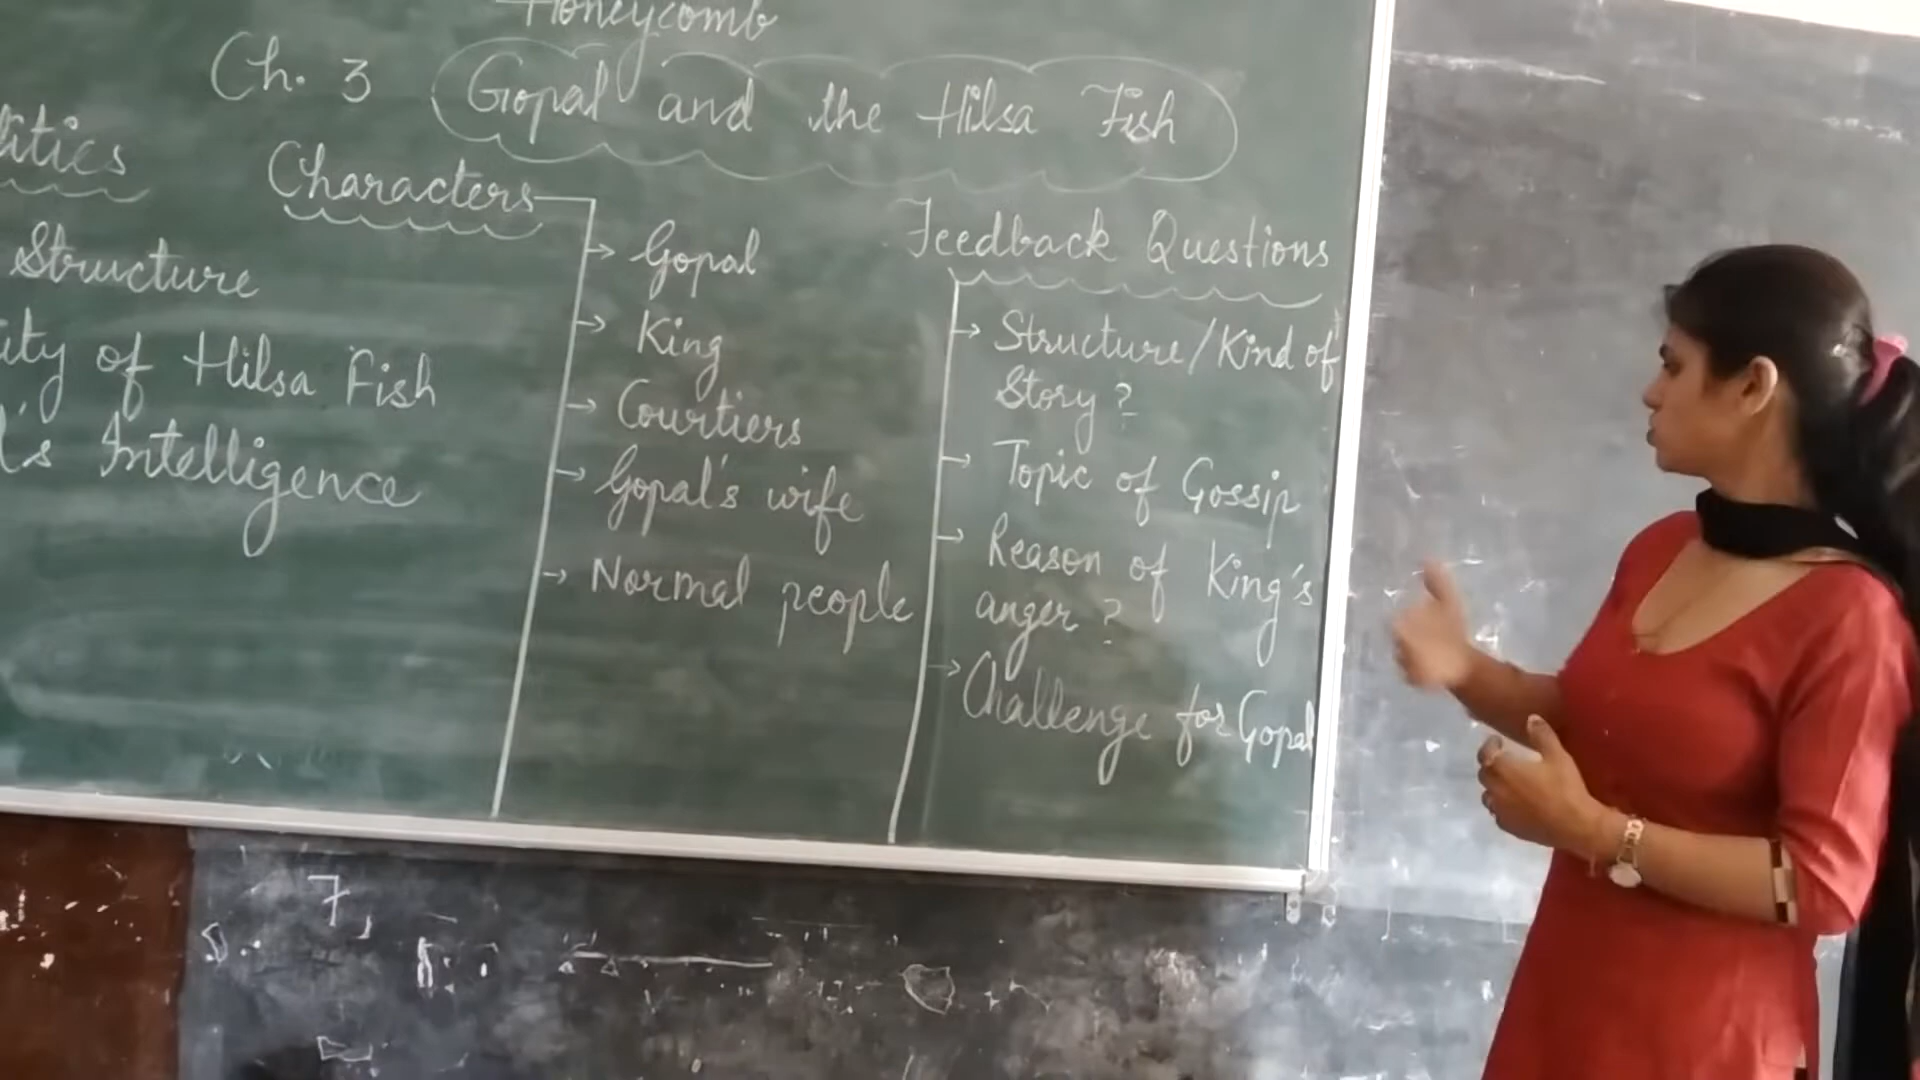 Honeycomb
Ch. 3 Gopal and the Hilsa Fish
Characters
Structure
of Hilsa Fish
Intelligence
Gopal
King
Courtiers
Gopal's wife
Normal people
Feedback Questions
Structure/Kind of
Story?
Topic of Gossip
Reason of King's
anger?
Challenge for Gopal
7